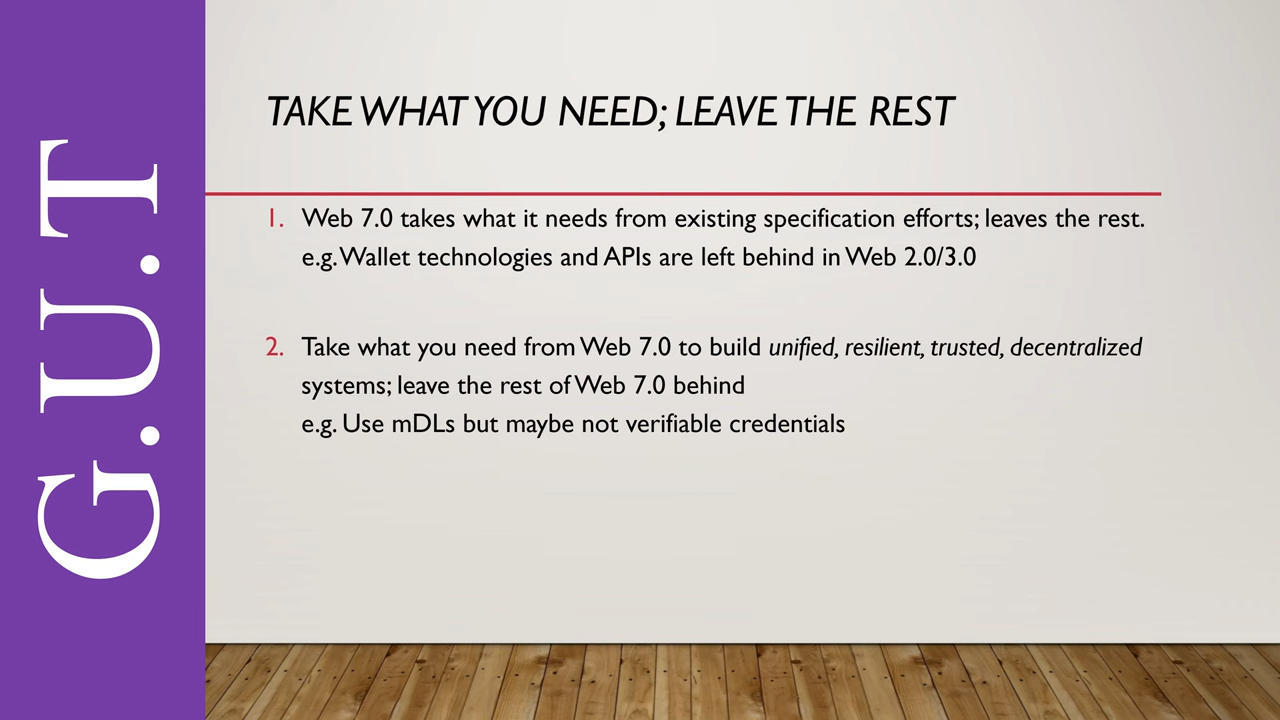 G.U.T
TAKE WHAT YOU NEED; LEAVE THE REST
1. Web 7.0 takes what it needs from existing specification efforts; leaves the rest.
e.g. Wallet technologies and APIs are left behind in Web 2.0/3.0
2. Take what you need from Web 7.0 to build unified, resilient, trusted, decentralized
systems; leave the rest of Web 7.0 behind
e.g. Use mDLs but maybe not verifiable credentials